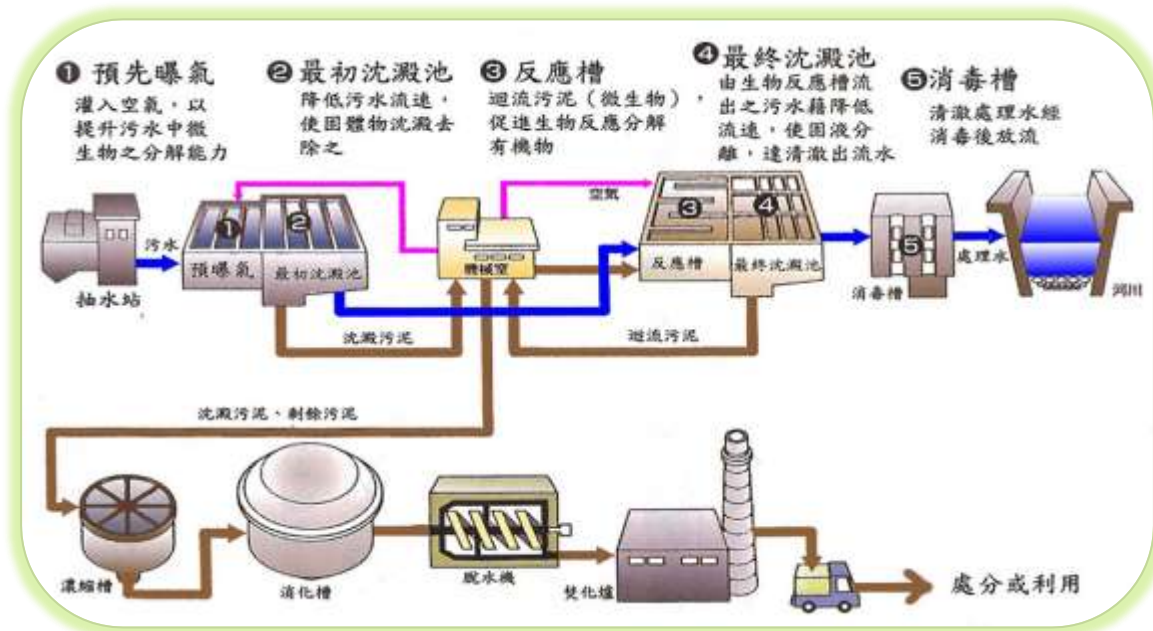 ❶ 預先曝氣
灌入空氣，以
提升污水中微
生物之分解能力
❷ 最初沈澱池
降低污水流速，
使固體物沈澱去
除之
❸ 反應槽
迴流污泥（微生物），
促進生物反應分解
有機物
❹ 最終沈澱池
由生物反應槽流
出之污水藉降低
流速，使固液分
離，達清澈出流水
❺ 消毒槽
清澈處理水經
消毒後放流
污水
抽水站
❶
❷
預曝氣
最初沈澱池
機械室
空氣
❸
❹
反應槽
最終沈澱池
❺
消毒槽
處理水
河川
沈澱污泥
迴流污泥
沈澱污泥、剩餘污泥
濃縮槽
消化槽
脫水機
焚化爐
處分或利用